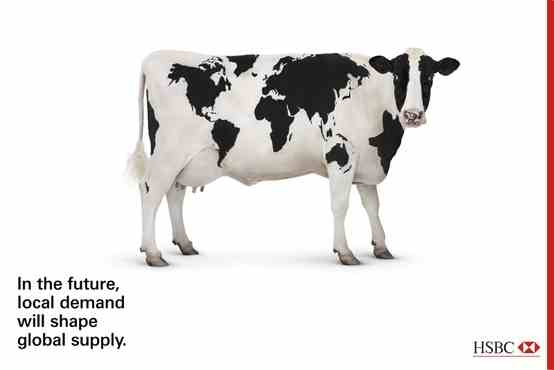 In the future,
local demand
will shape
global supply.
HSBC